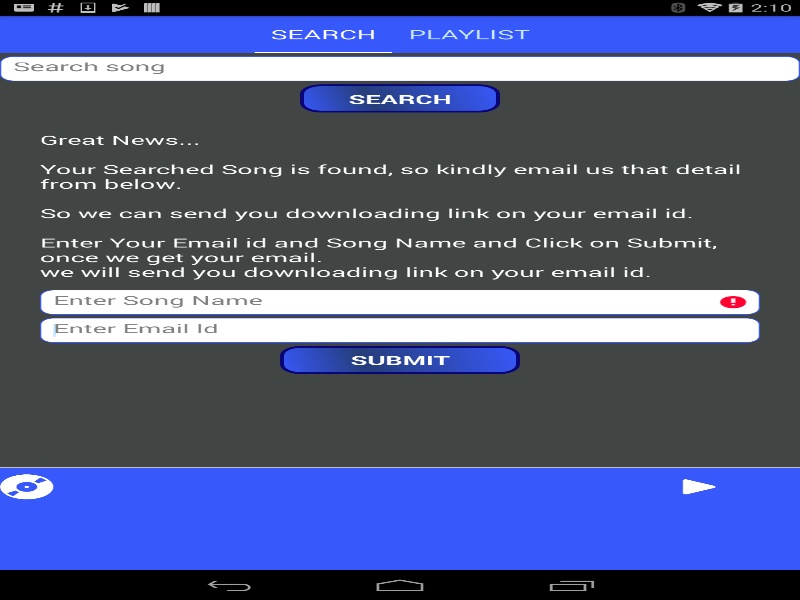 2:10
SEARCH PLAYLIST
Search song
SEARCH
Great News...
Your Searched Song is found, so kindly email us that detail
from below.
So we can send you downloading link on your email id.
Enter Your Email id and Song Name and Click on Submit,
once we get your email.
we will send you downloading link on your email id.
Enter Song Name
Enter Email Id
SUBMIT